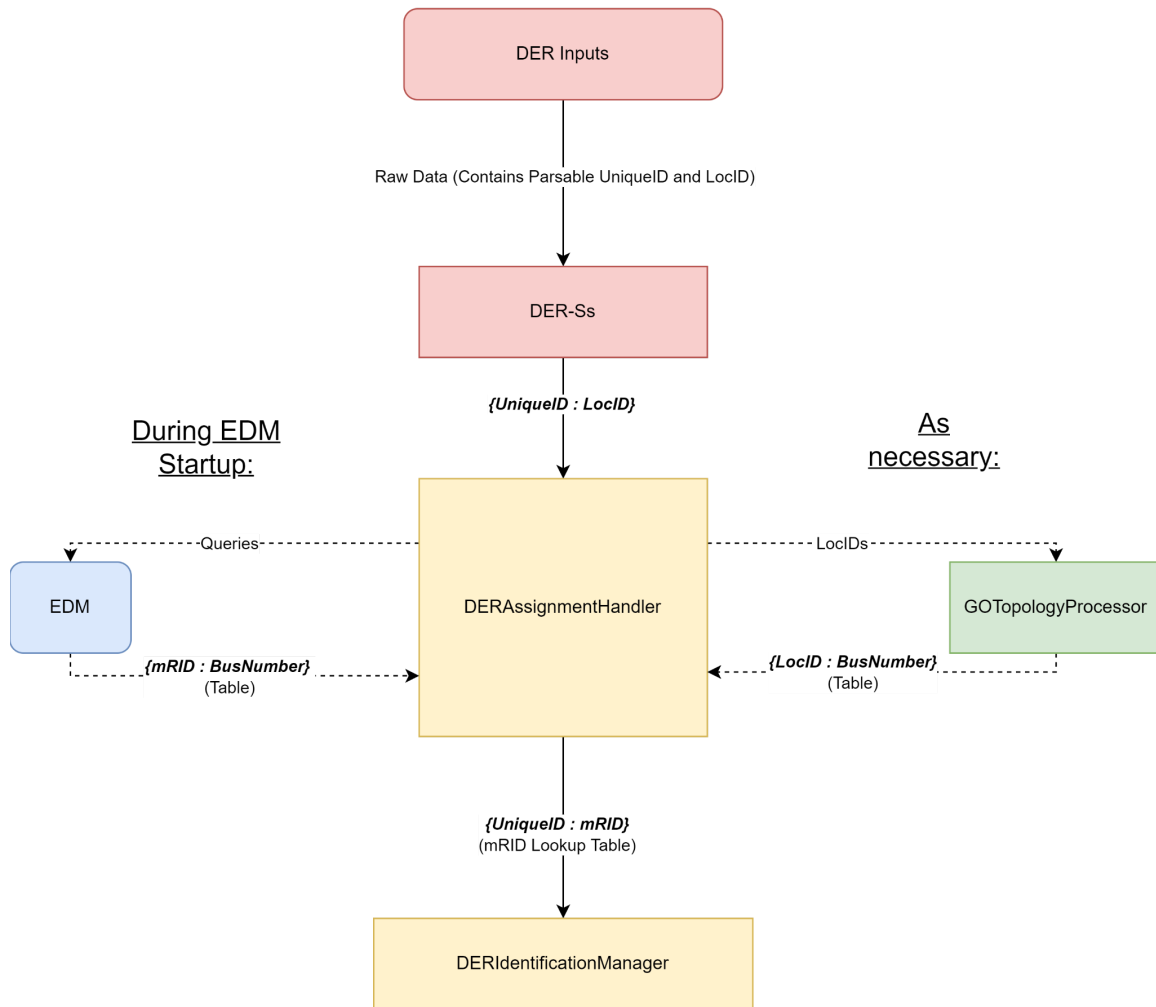 DER Inputs
Raw Data (Contains Parsable UniqueID and LocID)
DER-Ss
{UniqueID : LocID}
During EDM
Startup:
As
necessary:
Queries
LocIDs
EDM
DERAssignmentHandler
GOTopologyProcessor
{mRID : BusNumber}
(Table)
{LocID : BusNumber}
(Table)
{UniqueID : mRID}
(mRID Lookup Table)
DERIdentificationManager